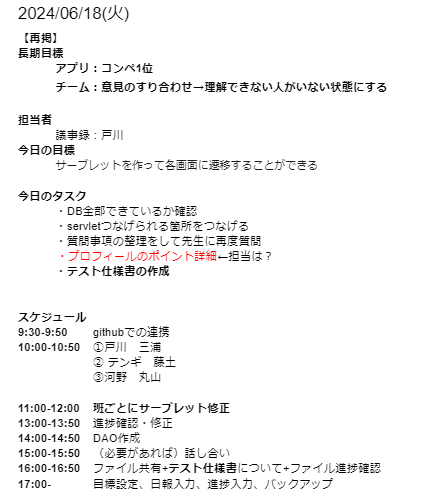 2024/06/18(火)
【再掲】
長期目標
アプリ：コンペ1位
チーム：意見のすり合わせ→理解できない人がいない状態にする
担当者
議事録：戸川
今日の目標
サーブレットを作って各画面に遷移することができる
今日のタスク
・DB全部できているか確認
・servletつなげられる箇所をつなげる
・質問事項の整理をして先生に再度質問
・プロフィールのポイント詳細←担当は？
・テスト仕様書の作成
スケジュール
9:30-9:50 githubでの連携
10:00-10:50 ①戸川　三浦
② テンギ　藤土
③河野　丸山
11:00-12:00 班ごとにサーブレット修正
13:00-13:50 進捗確認・修正
14:00-14:50 DAO作成
15:00-15:50 （必要があれば）話し合い
16:00-16:50 ファイル共有+テスト仕様書について+ファイル進捗確認
17:00- 目標設定、日報入力、進捗入力、バックアップ